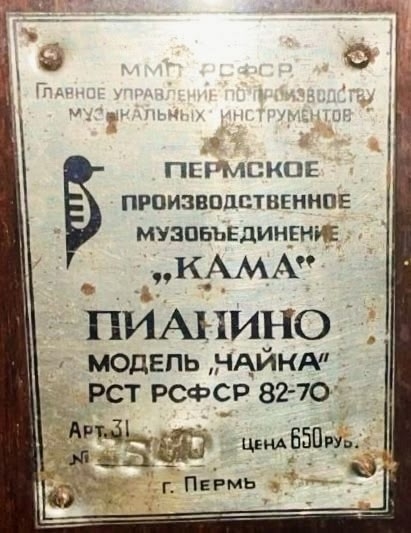 ММП РСФСР
Главное управление по производству
музыкальных инструментов
ПЕРМСКОЕ
ПРОИЗВОДСТВЕННОЕ
МУЗОБЪЕДИНЕНИЕ
„КАМА"
ПИАНИНО
МОДЕЛЬ „ЧАЙКА"
РСТ РСФСР 82-70
Арт. 31
№
ЦЕНА 650 РУБ.
г. Пермь